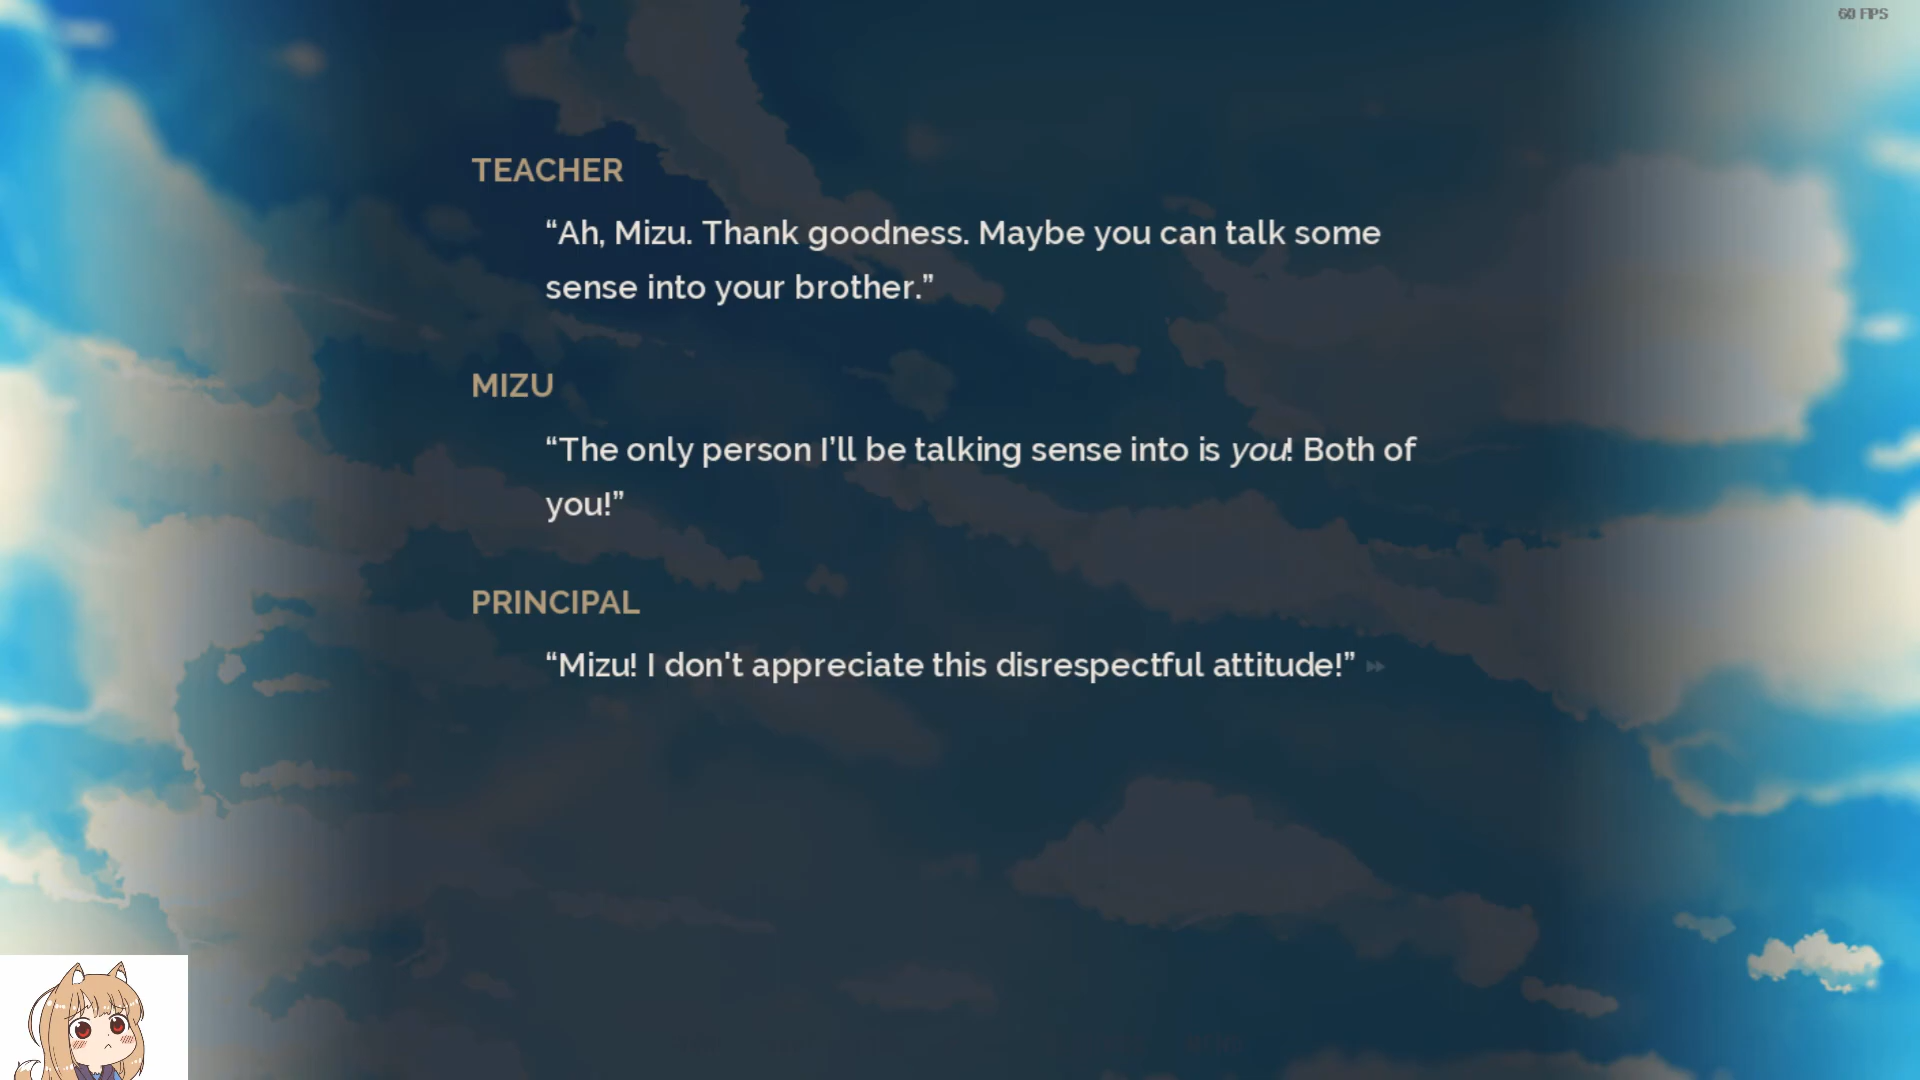 60 FPS
TEACHER
“Ah, Mizu. Thank goodness. Maybe you can talk some
sense into your brother.”
MIZU
“The only person I’ll be talking sense into is you! Both of
you!”
PRINCIPAL
“Mizu! I don't appreciate this disrespectful attitude!”